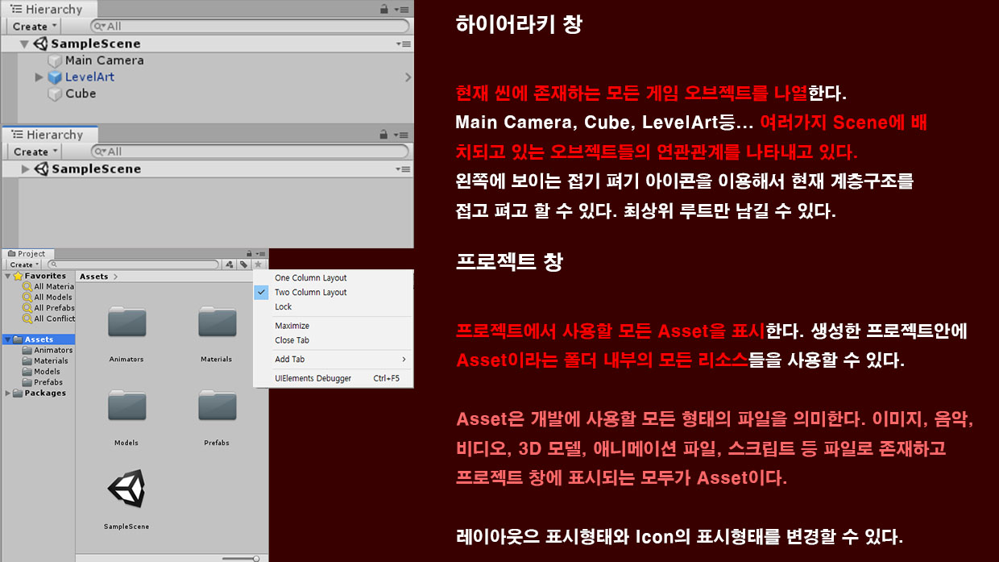 Hierarchy
Create
All
SampleScene
Main Camera
LevelArt
Cube
Hierarchy
Create
All
SampleScene
Project
Create
Favorites
All Materia
All Models
All Prefabs
All Conflict
Assets
Animators
Materials
Models
Prefabs
Packages
Assets
Animators
Materials
Models
Prefabs
SampleScene
One Column Layout
Two Column Layout
Lock
Maximize
Close Tab
Add Tab
UIElements Debugger Ctrl+F5
하이어라키 창
현재 씬에 존재하는 모든 게임 오브젝트를 나열한다.
Main Camera, Cube, LevelArt등... 여러가지 Scene에 배
치되고 있는 오브젝트들의 연관관계를 나타내고 있다.
왼쪽에 보이는 접기 펴기 아이콘을 이용해서 현재 계층구조를
접고 펴고 할 수 있다. 최상위 루트만 남길 수 있다.
프로젝트 창
프로젝트에서 사용할 모든 Asset을 표시한다. 생성한 프로젝트안에
Asset이라는 폴더 내부의 모든 리소스들을 사용할 수 있다.
Asset은 개발에 사용할 모든 형태의 파일을 의미한다. 이미지, 음악,
비디오, 3D 모델, 애니메이션 파일, 스크립트 등 파일로 존재하고
프로젝트 창에 표시되는 모두가 Asset이다.
레이아웃으 표시형태와 Icon의 표시형태를 변경할 수 있다.